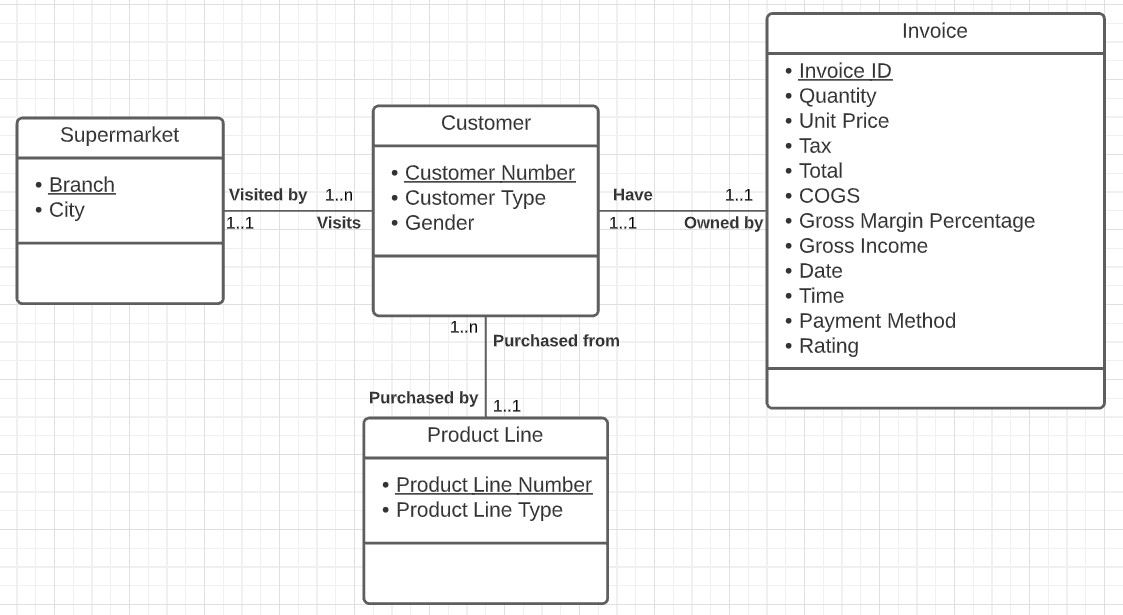 Supermarket
• Branch
• City
Visited by 1..n
1..1 Visits
Customer
• Customer Number
• Customer Type
• Gender
Have 1..1
1..1 Owned by
Invoice
• Invoice ID
• Quantity
• Unit Price
• Tax
• Total
• COGS
• Gross Margin Percentage
• Gross Income
• Date
• Time
• Payment Method
• Rating
1..n
Purchased from
Purchased by
1..1
Product Line
• Product Line Number
• Product Line Type